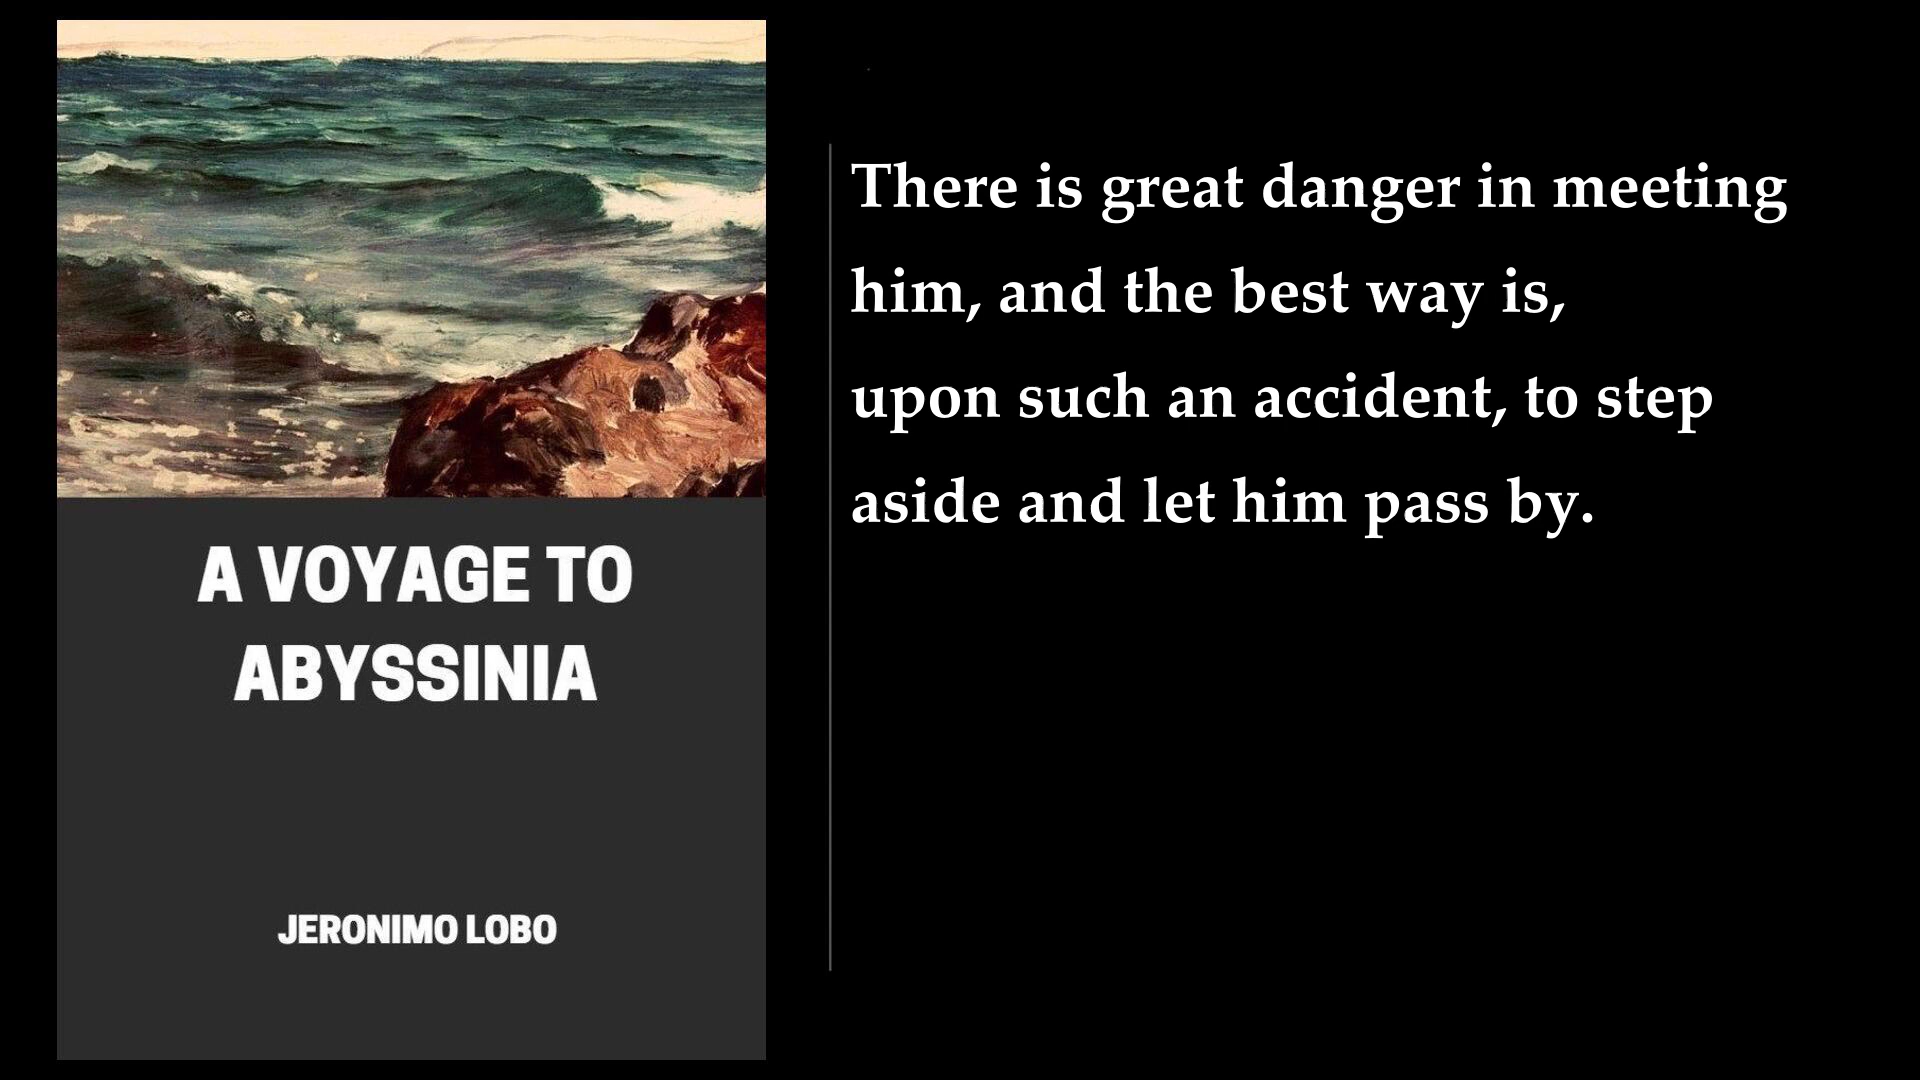 A VOYAGE TO
ABYSSINIA
JERONIMO LOBO
There is great danger in meeting
him, and the best way is,
upon such an accident, to step
aside and let him pass by.